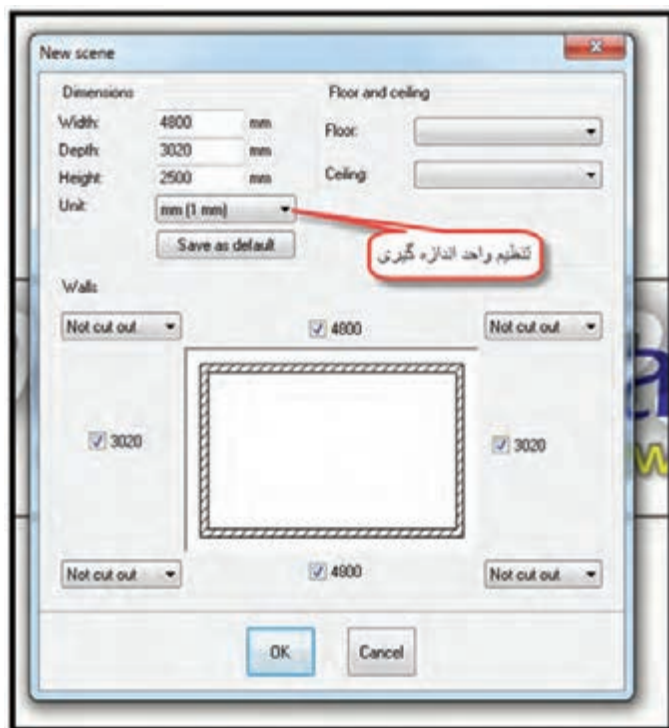 New scene
Dimensions
Width: 4800 mm
Depth: 3020 mm
Height: 2500 mm
Unit: mm (1 mm)
Save as default
Floor and ceiling
Floor:
Ceiling:
تنظیم واحد اندازه گیری
Walls
Not cut out 4800 Not cut out
3020 3020
Not cut out 4800 Not cut out
OK Cancel